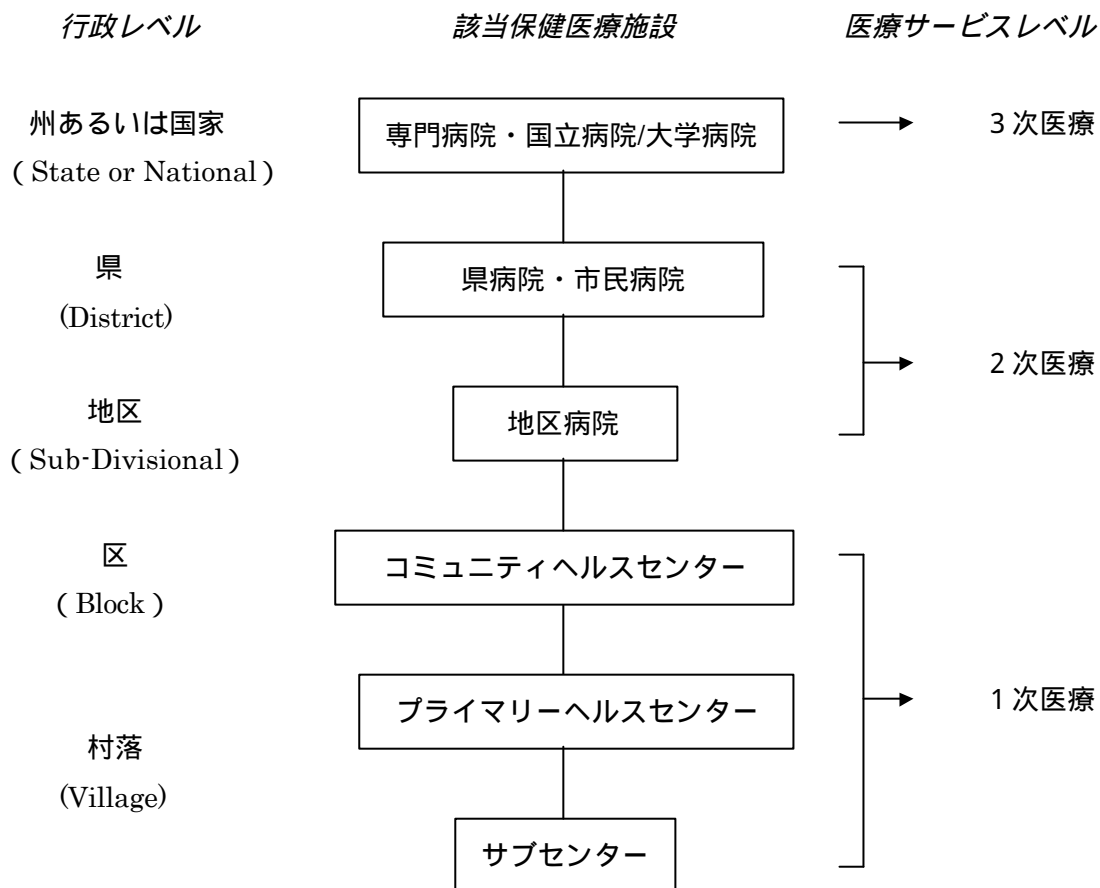 行政レベル 該当保健医療施設 医療サービスレベル
州あるいは国家
( State or National )
専門病院・国立病院/大学病院
3 次医療
県
(District)
県病院・市民病院
2 次医療
地区
( Sub-Divisional )
地区病院
区
( Block )
コミュニティヘルスセンター
1 次医療
プライマリーヘルスセンター
村落
(Village)
サブセンター